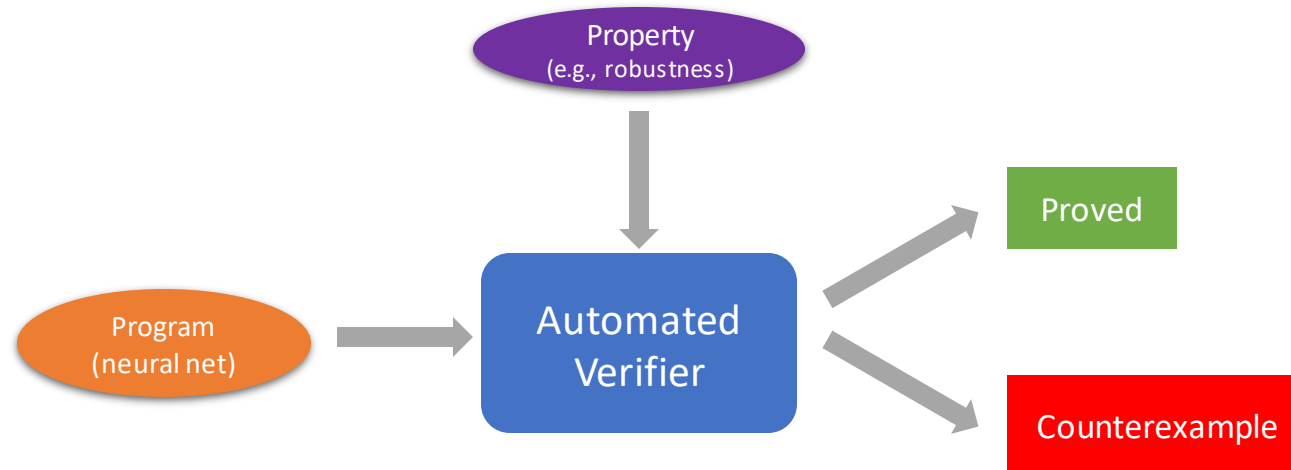 Property
(e.g., robustness)
Proved
Program
(neural net)
Automated
Verifier
Counterexample